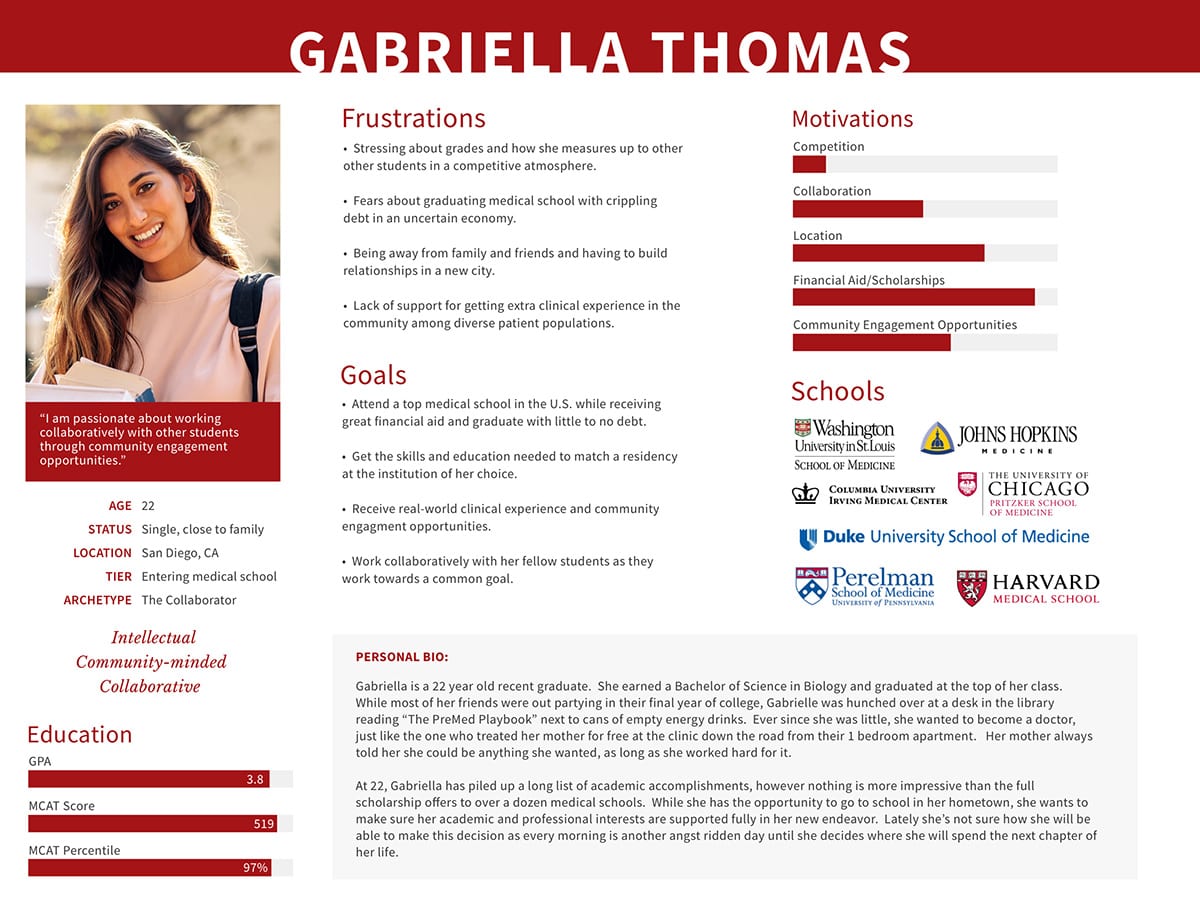 GABRIELLA THOMAS
“I am passionate about working
collaboratively with other students
through community engagement
opportunities.”
AGE 22
STATUS Single, close to family
LOCATION San Diego, CA
TIER Entering medical school
ARCHETYPE The Collaborator
Intellectual
Community-minded
Collaborative
Education
GPA
3.8
MCAT Score
519
MCAT Percentile
97%
Frustrations
• Stressing about grades and how she measures up to other
other students in a competitive atmosphere.
• Fears about graduating medical school with crippling
debt in an uncertain economy.
• Being away from family and friends and having to build
relationships in a new city.
• Lack of support for getting extra clinical experience in the
community among diverse patient populations.
Goals
• Attend a top medical school in the U.S. while receiving
great financial aid and graduate with little to no debt.
• Get the skills and education needed to match a residency
at the institution of her choice.
• Receive real-world clinical experience and community
engagment opportunities.
• Work collaboratively with her fellow students as they
work towards a common goal.
Motivations
Competition
Collaboration
Location
Financial Aid/Scholarships
Community Engagement Opportunities
Schools
Washington
University in St. Louis
SCHOOL OF MEDICINE
JOHNS HOPKINS
MEDICINE
COLUMBIA UNIVERSITY
IRVING MEDICAL CENTER
THE UNIVERSITY OF
CHICAGO
PRITZKER SCHOOL
OF MEDICINE
Duke University School of Medicine
Perelman
School of Medicine
UNIVERSITY of PENNSYLVANIA
HARVARD
MEDICAL SCHOOL
PERSONAL BIO:
Gabriella is a 22 year old recent graduate. She earned a Bachelor of Science in Biology and graduated at the top of her class.
While most of her friends were out partying in their final year of college, Gabrielle was hunched over at a desk in the library
reading “The PreMed Playbook” next to cans of empty energy drinks. Ever since she was little, she wanted to become a doctor,
just like the one who treated her mother for free at the clinic down the road from their 1 bedroom apartment. Her mother always
told her she could be anything she wanted, as long as she worked hard for it.
At 22, Gabriella has piled up a long list of academic accomplishments, however nothing is more impressive than the full
scholarship offers to over a dozen medical schools. While she has the opportunity to go to school in her hometown, she wants to
make sure her academic and professional interests are supported fully in her new endeavor. Lately she’s not sure how she will be
able to make this decision as every morning is another angst ridden day until she decides where she will spend the next chapter of
her life.